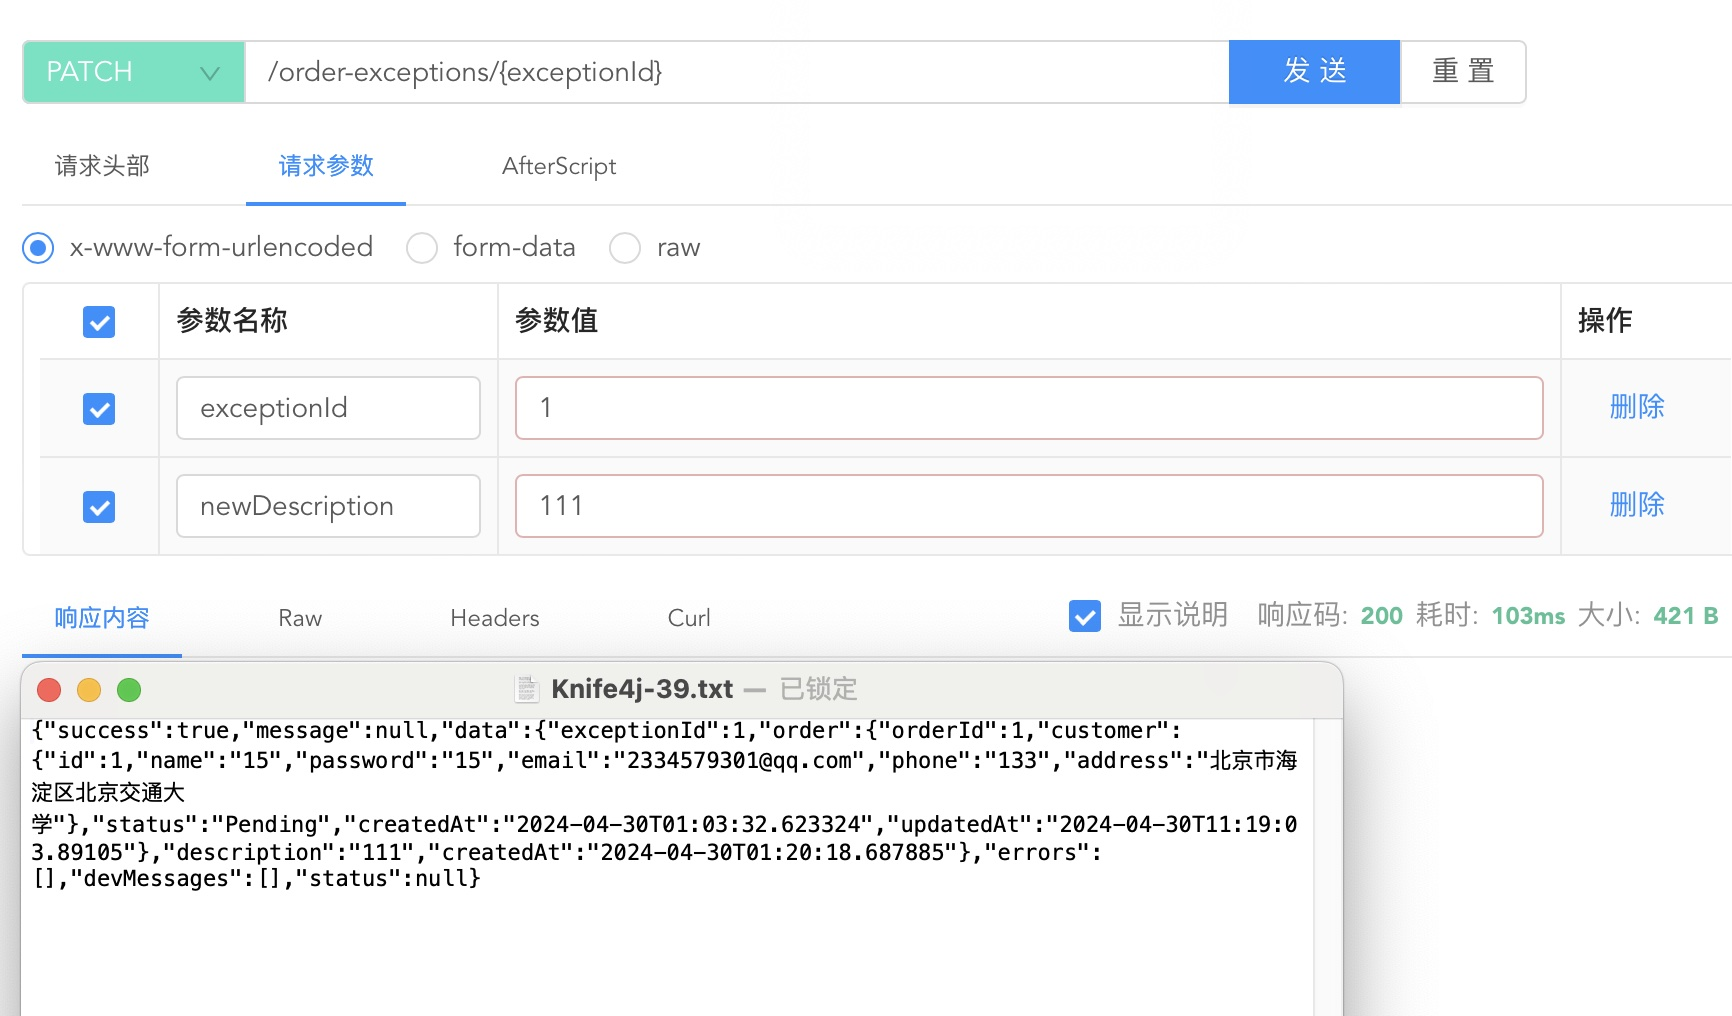 PATCH /order-exceptions/{exceptionId} 发 送 重 置
请求头部 请求参数 AfterScript
x-www-form-urlencoded form-data raw
参数名称 参数值 操作
exceptionId 1 删除
newDescription 111 删除
响应内容 Raw Headers Curl 显示说明 响应码: 200 耗时: 103ms 大小: 421 B
Knife4j-39.txt — 已锁定
{"success":true,"message":null,"data":{"exceptionId":1,"order":{"orderId":1,"customer":
{"id":1,"name":"15","password":"15","email":"2334579301@qq.com","phone":"133","address":"北京市海
淀区北京交通大
学"},"status":"Pending","createdAt":"2024-04-30T01:03:32.623324","updatedAt":"2024-04-30T11:19:0
3.89105"},"description":"111","createdAt":"2024-04-30T01:20:18.687885"},"errors":
[],"devMessages":[],"status":null}